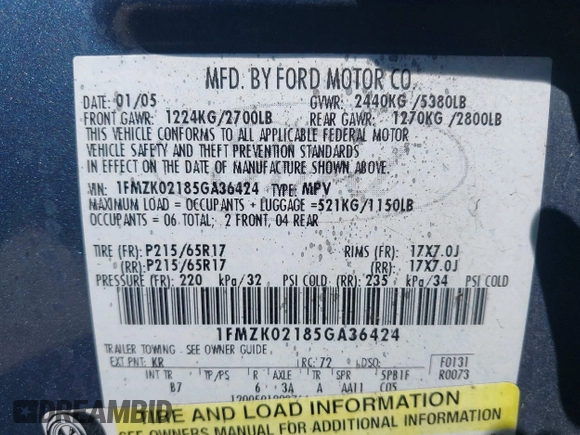 MFD. BY FORD MOTOR CO.
DATE: 01/05 GVWR: 2440KG /5380LB
FRONT GAWR: 1224KG/2700LB REAR GAWR: 1270KG /2800LB
THIS VEHICLE CONFORMS TO ALL APPLICABLE FEDERAL MOTOR
VEHICLE SAFETY AND THEFT PREVENTION STANDARDS
IN EFFECT ON THE DATE OF MANUFACTURE SHOWN ABOVE.
VIN: 1FMZK02185GA36424 TYPE: MPV
MAXIMUM LOAD = OCCUPANTS + LUGGAGE =521KG/1150LB
OCCUPANTS = 06 TOTAL; 2 FRONT, 04 REAR
TIRE (FR): P215/65R17 RIMS (FR): 17X7.0J
(RR): P215/65R17 (RR): 17X7.0J
PRESSURE (FR): 220 kPa/32 PSI COLD (RR): 235 kPa/34 PSI COLD
1FMZK02185GA36424
TRAILER TOWING - SEE OWNER GUIDE.
EXT PNT: KR RC: 72 DSO: F0131
INT TR TP/PS R TIRE SPR SPBTF R0073
B7 6 3A A AA11 C05
TIRE AND LOAD INFORMATION
SEE OWNERS MANUAL FOR ADDITIONAL INFORMATION
DREAMBID